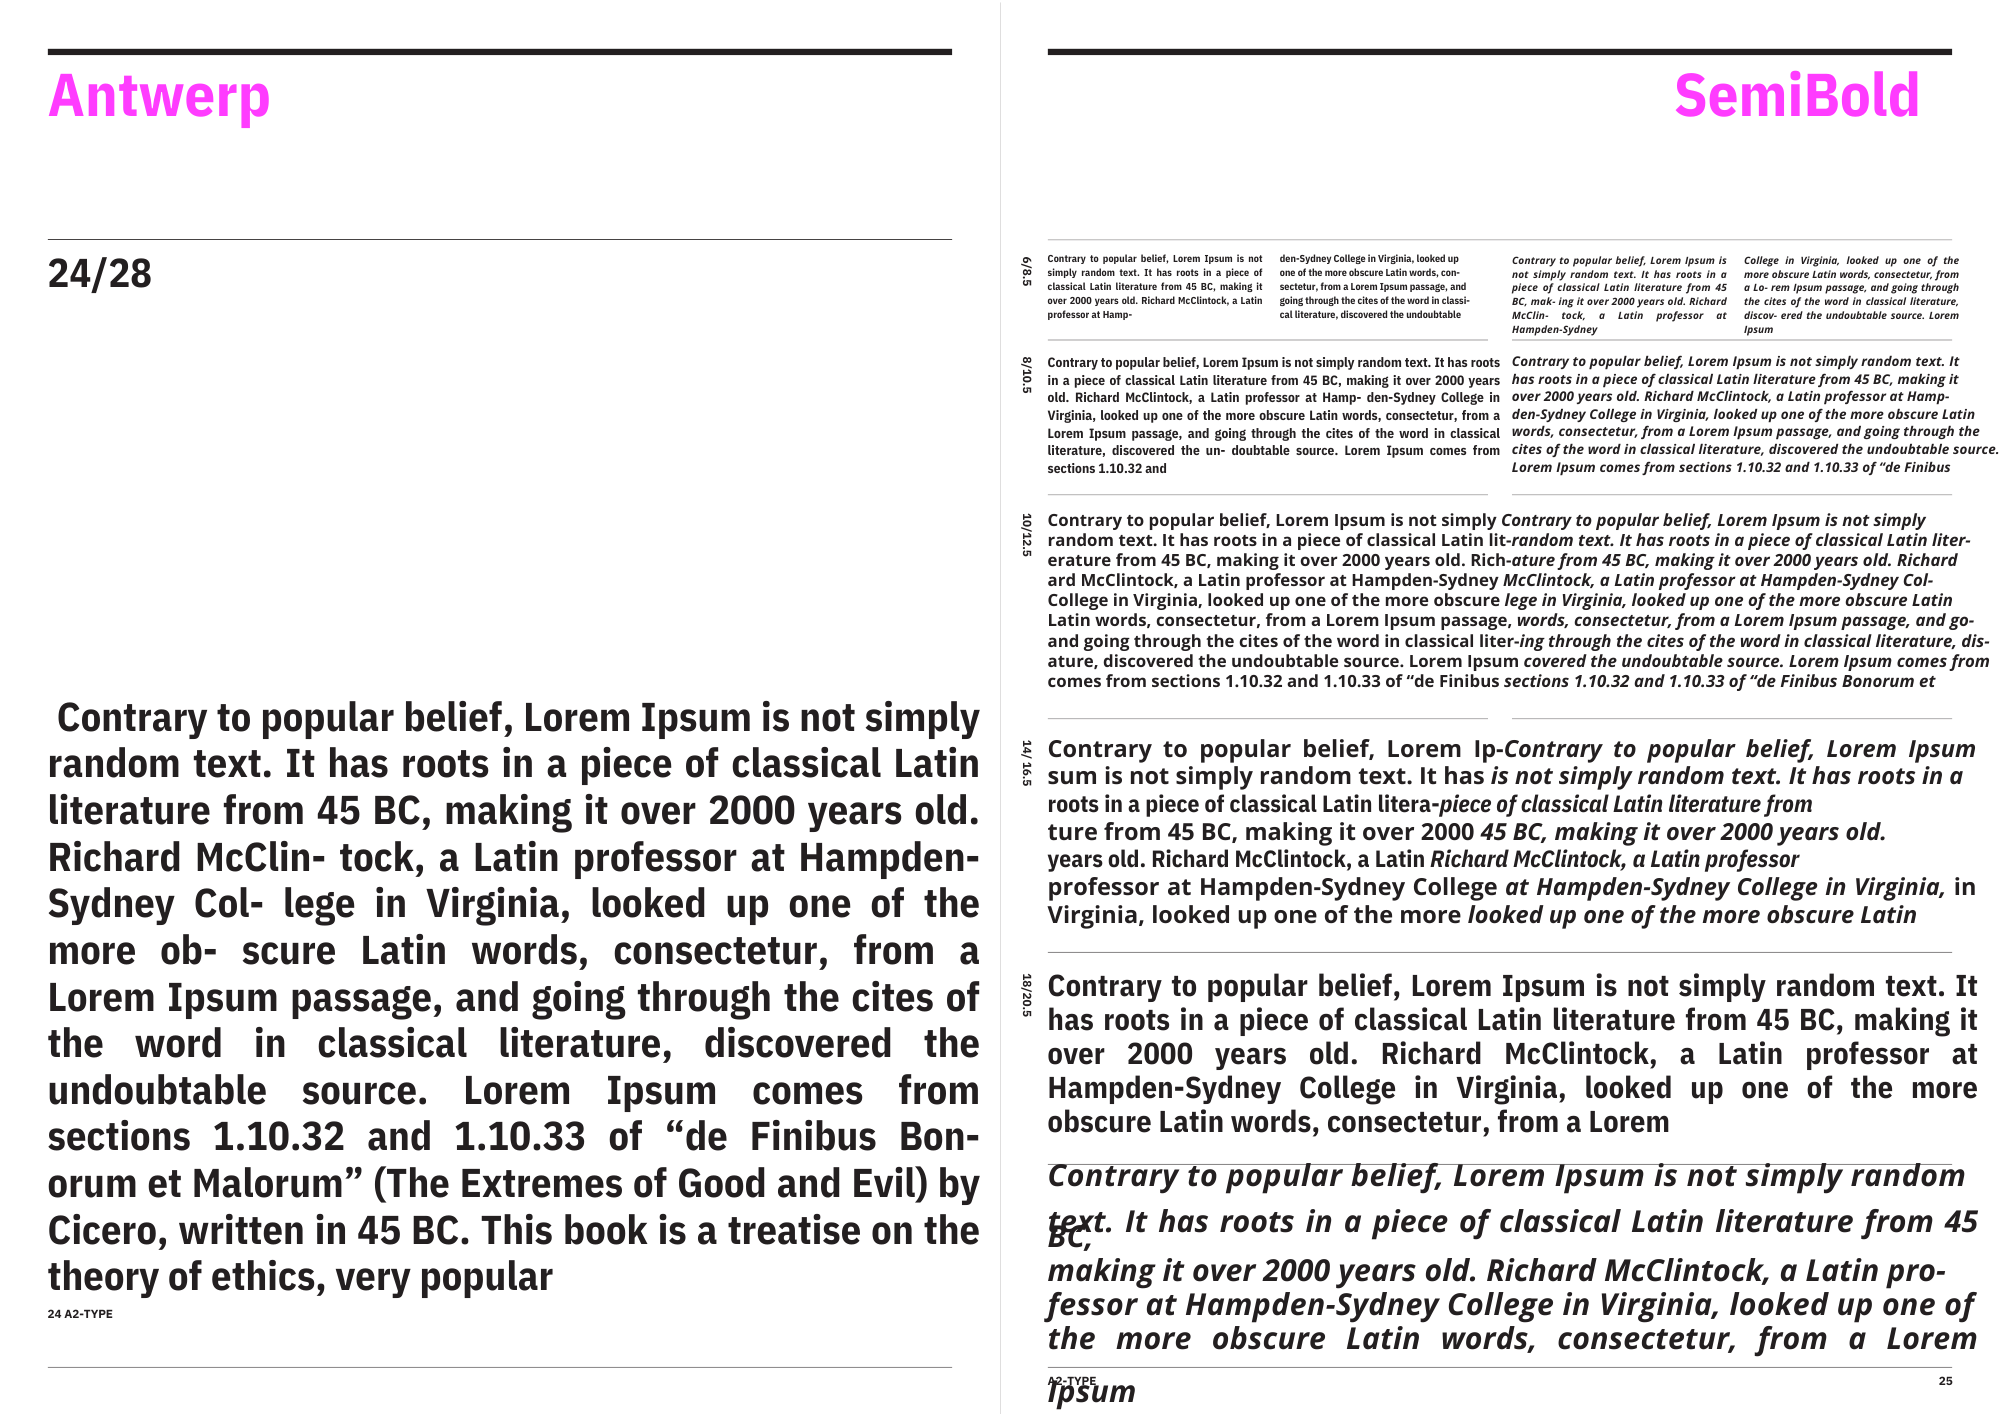 Antwerp
24/28
Contrary to popular belief, Lorem Ipsum is not simply
random text. It has roots in a piece of classical Latin
literature from 45 BC, making it over 2000 years old.
Richard McClin- tock, a Latin professor at Hampden-
Sydney Col- lege in Virginia, looked up one of the
more ob- scure Latin words, consectetur, from a
Lorem Ipsum passage, and going through the cites of
the word in classical literature, discovered the
undoubtable source. Lorem Ipsum comes from
sections 1.10.32 and 1.10.33 of “de Finibus Bon-
orum et Malorum” (The Extremes of Good and Evil) by
Cicero, written in 45 BC. This book is a treatise on the
theory of ethics, very popular
24 A2-TYPE
SemiBold
6/8.5
Contrary to popular belief, Lorem Ipsum is not
simply random text. It has roots in a piece of
classical Latin literature from 45 BC, making it
over 2000 years old. Richard McClintock, a Latin
professor at Hamp-
den-Sydney College in Virginia, looked up
one of the more obscure Latin words, con-
sectetur, from a Lorem Ipsum passage, and
going through the cites of the word in classi-
cal literature, discovered the undoubtable
Contrary to popular belief, Lorem Ipsum is
not simply random text. It has roots in a
piece of classical Latin literature from 45
BC, mak- ing it over 2000 years old. Richard
McClin- tock, a Latin professor at
Hampden-Sydney
College in Virginia, looked up one of the
more obscure Latin words, consectetur, from
a Lo- rem Ipsum passage, and going through
the cites of the word in classical literature,
discov- ered the undoubtable source. Lorem
Ipsum
8/10.5
Contrary to popular belief, Lorem Ipsum is not simply random text. It has roots
in a piece of classical Latin literature from 45 BC, making it over 2000 years
old. Richard McClintock, a Latin professor at Hamp- den-Sydney College in
Virginia, looked up one of the more obscure Latin words, consectetur, from a
Lorem Ipsum passage, and going through the cites of the word in classical
literature, discovered the un- doubtable source. Lorem Ipsum comes from
sections 1.10.32 and
Contrary to popular belief, Lorem Ipsum is not simply random text. It
has roots in a piece of classical Latin literature from 45 BC, making it
over 2000 years old. Richard McClintock, a Latin professor at Hamp-
den-Sydney College in Virginia, looked up one of the more obscure Latin
words, consectetur, from a Lorem Ipsum passage, and going through the
cites of the word in classical literature, discovered the undoubtable source.
Lorem Ipsum comes from sections 1.10.32 and 1.10.33 of “de Finibus
10/12.5
Contrary to popular belief, Lorem Ipsum is not simply Contrary to popular belief, Lorem Ipsum is not simply
random text. It has roots in a piece of classical Latin lit-random text. It has roots in a piece of classical Latin liter-
erature from 45 BC, making it over 2000 years old. Rich-ature from 45 BC, making it over 2000 years old. Richard
ard McClintock, a Latin professor at Hampden-Sydney McClintock, a Latin professor at Hampden-Sydney Col-
College in Virginia, looked up one of the more obscure lege in Virginia, looked up one of the more obscure Latin
Latin words, consectetur, from a Lorem Ipsum passage, words, consectetur, from a Lorem Ipsum passage, and go-
and going through the cites of the word in classical liter-ing through the cites of the word in classical literature, dis-
ature, discovered the undoubtable source. Lorem Ipsum covered the undoubtable source. Lorem Ipsum comes from
comes from sections 1.10.32 and 1.10.33 of “de Finibus sections 1.10.32 and 1.10.33 of “de Finibus Bonorum et
14/ 16.5
Contrary to popular belief, Lorem Ip-Contrary to popular belief, Lorem Ipsum
sum is not simply random text. It has is not simply random text. It has roots in a
roots in a piece of classical Latin litera-piece of classical Latin literature from
ture from 45 BC, making it over 2000 45 BC, making it over 2000 years old.
years old. Richard McClintock, a Latin Richard McClintock, a Latin professor
professor at Hampden-Sydney College at Hampden-Sydney College in Virginia, in
Virginia, looked up one of the more looked up one of the more obscure Latin
18/20.5
Contrary to popular belief, Lorem Ipsum is not simply random text. It
has roots in a piece of classical Latin literature from 45 BC, making it
over 2000 years old. Richard McClintock, a Latin professor at
Hampden-Sydney College in Virginia, looked up one of the more
obscure Latin words, consectetur, from a Lorem
Contrary to popular belief, Lorem Ipsum is not simply random
text. It has roots in a piece of classical Latin literature from 45
BC,
making it over 2000 years old. Richard McClintock, a Latin pro-
fessor at Hampden-Sydney College in Virginia, looked up one of
the more obscure Latin words, consectetur, from a Lorem
Ipsum
A2-TYPE
25